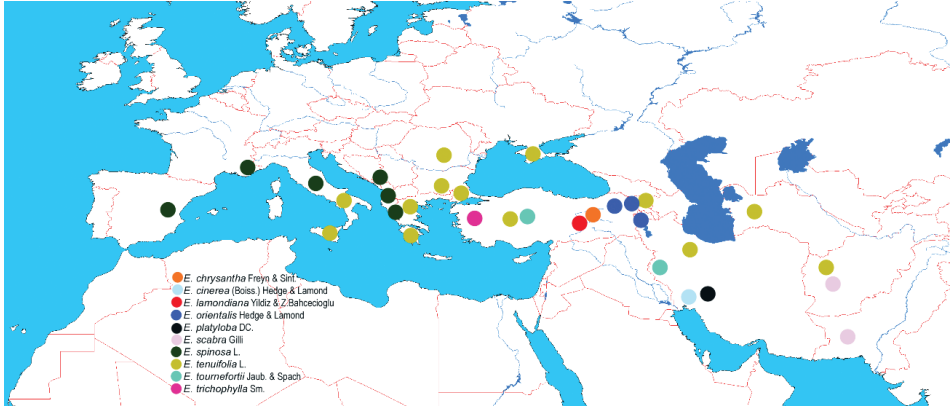 E. chrysantha Freyn & Sint.
E. cinerea (Boiss.) Hedge & Lamond
E. lamondiana Yildiz & Z.Bahcecioglu
E. orientalis Hedge & Lamond
E. platyloba DC.
E. scabra Gilli
E. spinosa L.
E. tenuifolia L.
E. tournefortii Jaub. & Spach
E. trichophylla Sm.